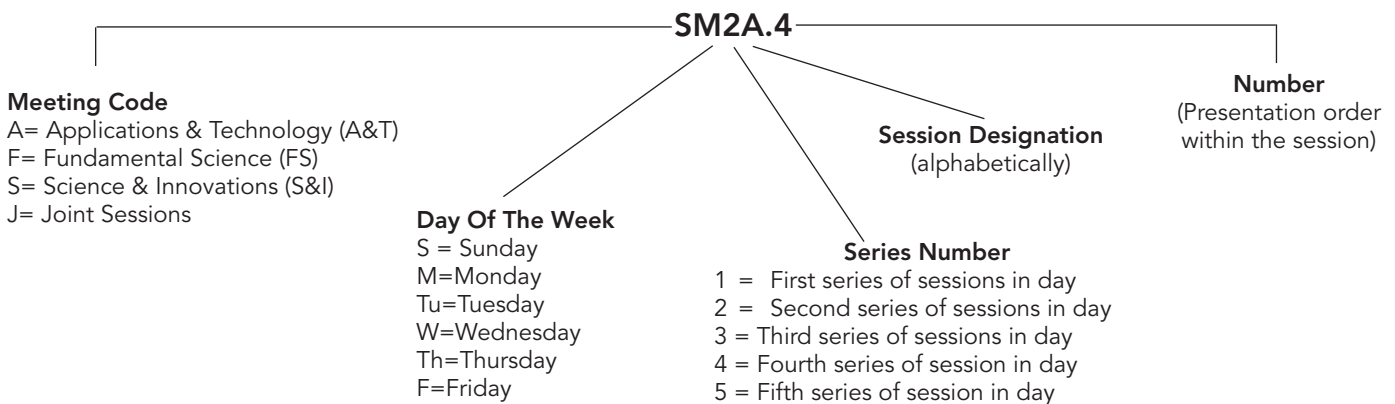 SM2A.4
Meeting Code
A= Applications & Technology (A&T)
F= Fundamental Science (FS)
S= Science & Innovations (S&I)
J= Joint Sessions
Day Of The Week
S = Sunday
M=Monday
Tu=Tuesday
W=Wednesday
Th=Thursday
F=Friday
Series Number
1 = First series of sessions in day
2 = Second series of sessions in day
3 = Third series of sessions in day
4 = Fourth series of session in day
5 = Fifth series of session in day
Session Designation
(alphabetically)
Number
(Presentation order
within the session)